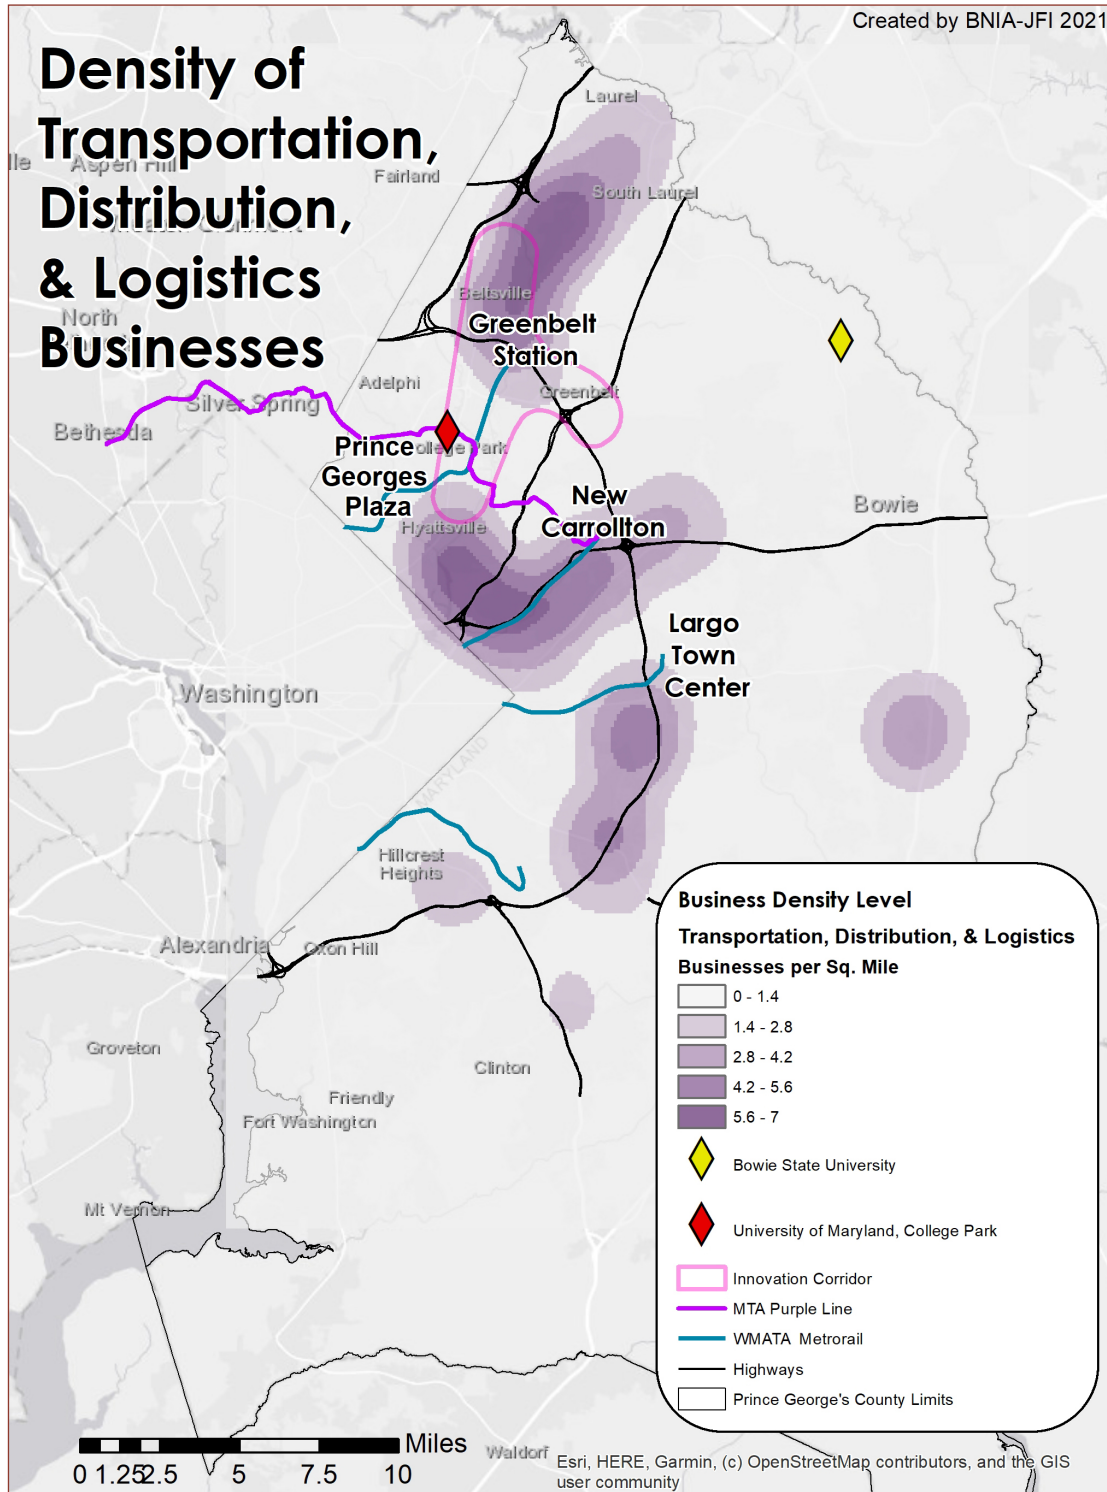 Created by BNIA-JFI 2021
Density of
Transportation,
Distribution,
& Logistics
Businesses
Laurel
Aspen Hill
Fairland
South Laurel
Beltsville
North
Greenbelt
Station
Adelphi
Greenbelt
Silver Spring
Bethesda
College Park
Prince
Georges
Plaza
New
Carrollton
Hyattsville
Bowie
Largo
Town
Center
Washington
MARYLAND
Hillcrest
Heights
Alexandria
Oxon Hill
Groveton
Clinton
Friendly
Fort Washington
Mt Vernon
Waldorf
Business Density Level
Transportation, Distribution, & Logistics
Businesses per Sq. Mile
0 - 1.4
1.4 - 2.8
2.8 - 4.2
4.2 - 5.6
5.6 - 7
Bowie State University
University of Maryland, College Park
Innovation Corridor
MTA Purple Line
WMATA Metrorail
Highways
Prince George's County Limits
Miles
0 1.25 2.5 5 7.5 10
Esri, HERE, Garmin, (c) OpenStreetMap contributors, and the GIS
user community